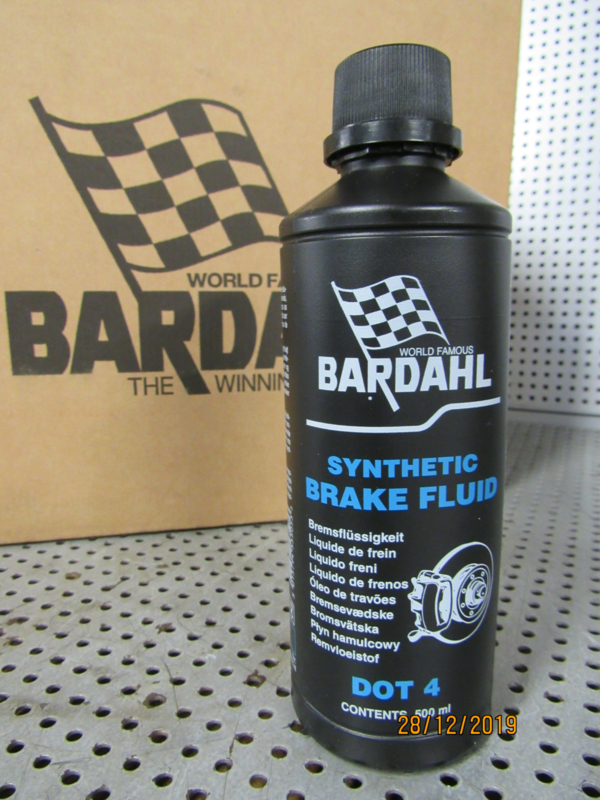 WORLD FA
BARDA
THE WINNIN
WORLD FAMOUS
BARDAHL
SYNTHETIC
BRAKE FLUID
Bremsflüssigkeit
Liquide de frein
Liquido freni
Liquido de frenos
Óleo de travões
Bremsevædske
Bromsvätska
Płyn hamulcowy
Remvloeistof
DOT 4
CONTENTS 500 ml
28/12/2019